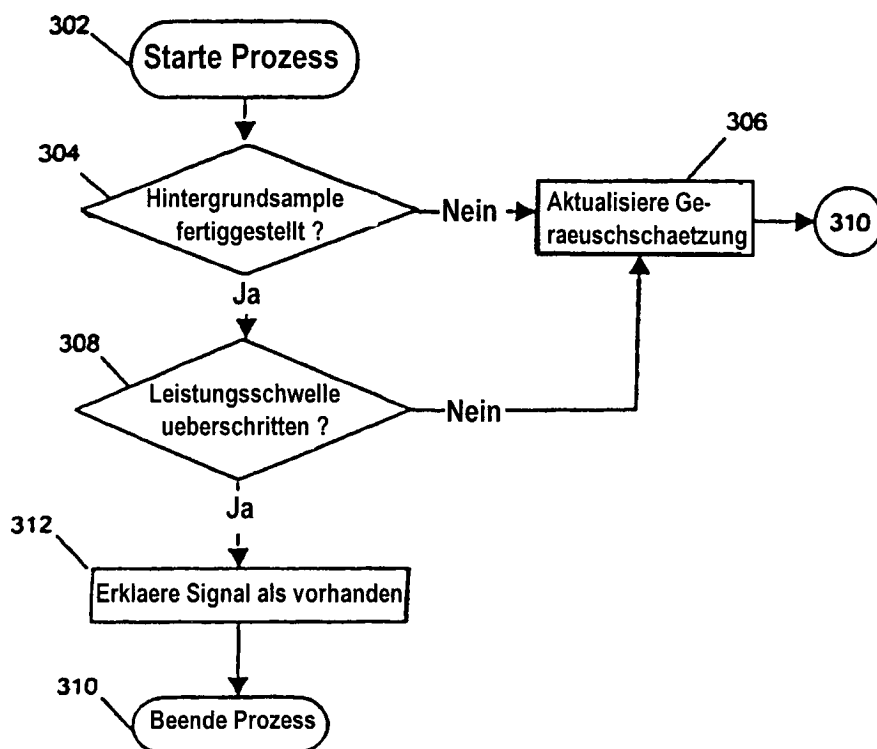 302
Starte Prozess
304
Hintergrundsample
fertiggestellt ?
Nein
306
Aktualisiere Ge-
raeuschschaetzung
310
Ja
308
Leistungsschwelle
ueberschritten ?
Nein
Ja
312
Erklaere Signal als vorhanden
310
Beende Prozess